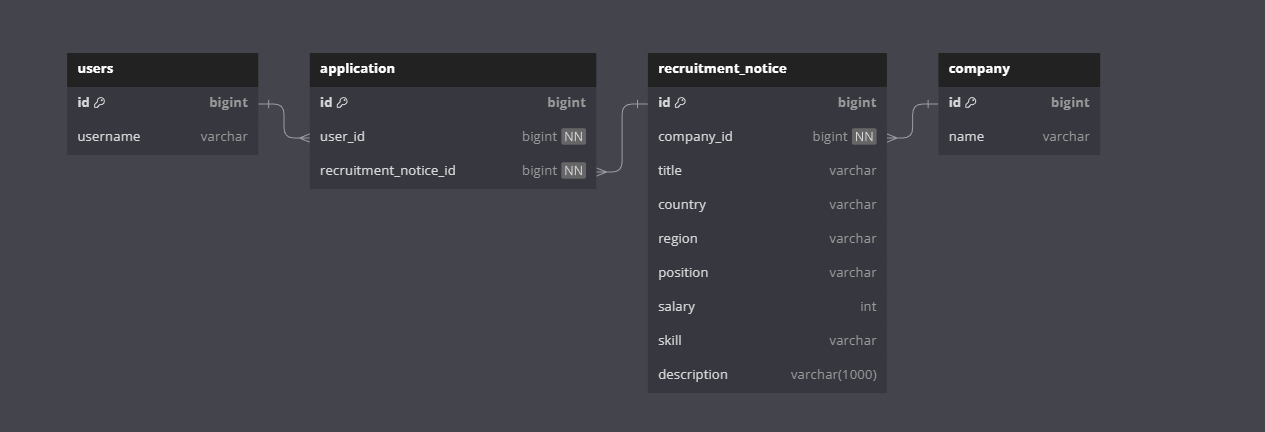 users
id bigint
username varchar
application
id bigint
user_id bigint NN
recruitment_notice_id bigint NN
recruitment_notice
id bigint
company_id bigint NN
title varchar
country varchar
region varchar
position varchar
salary int
skill varchar
description varchar(1000)
company
id bigint
name varchar